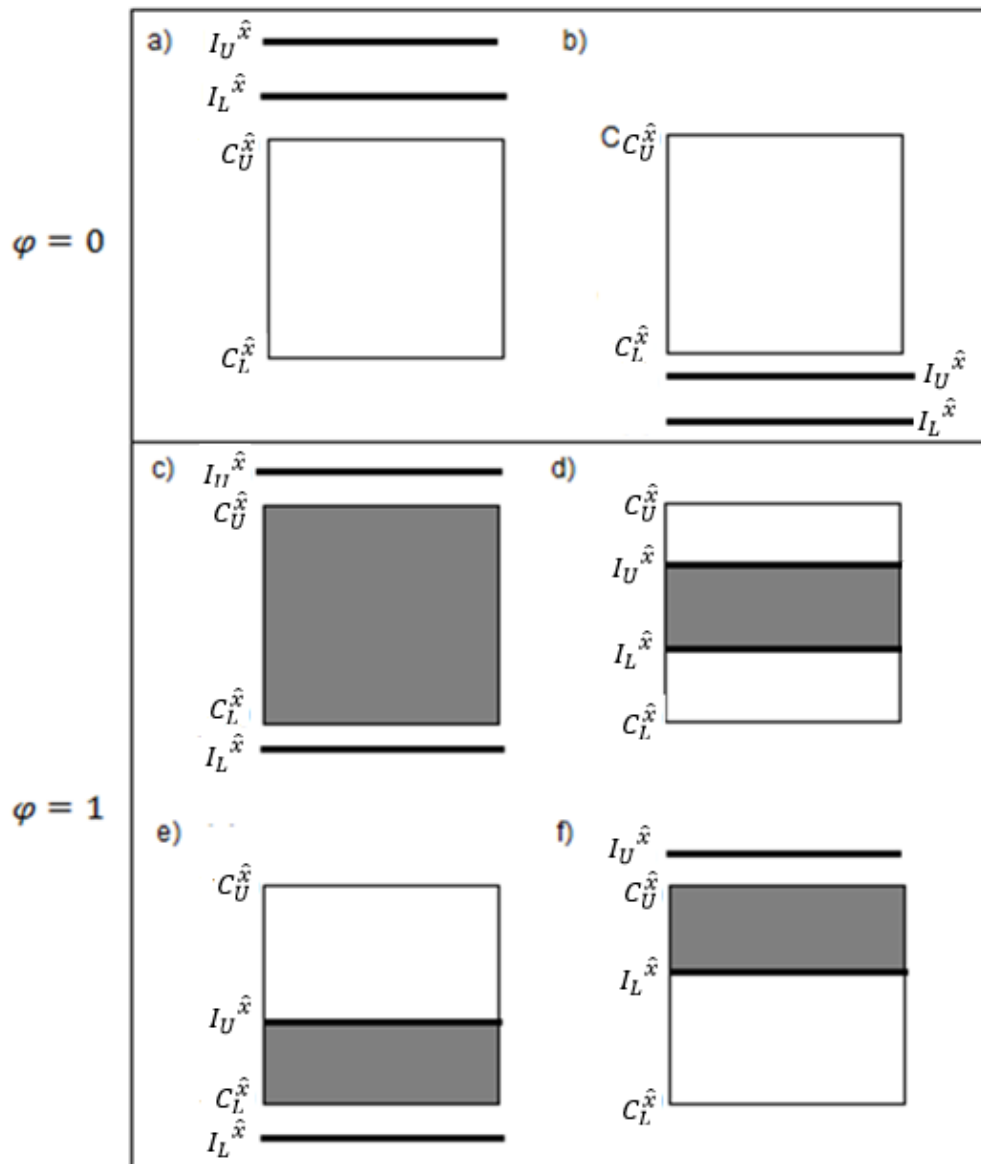 a)
I_U^x̂
I_L^x̂
C_U^x̂
C_L^x̂
b)
C C_U^x̂
C_L^x̂
I_U^x̂
I_L^x̂
φ = 0
c)
I_U^x̂
C_U^x̂
C_L^x̂
I_L^x̂
d)
C_U^x̂
I_U^x̂
I_L^x̂
C_L^x̂
φ = 1
e)
C_U^x̂
I_U^x̂
C_L^x̂
I_L^x̂
f)
I_U^x̂
C_U^x̂
I_L^x̂
C_L^x̂